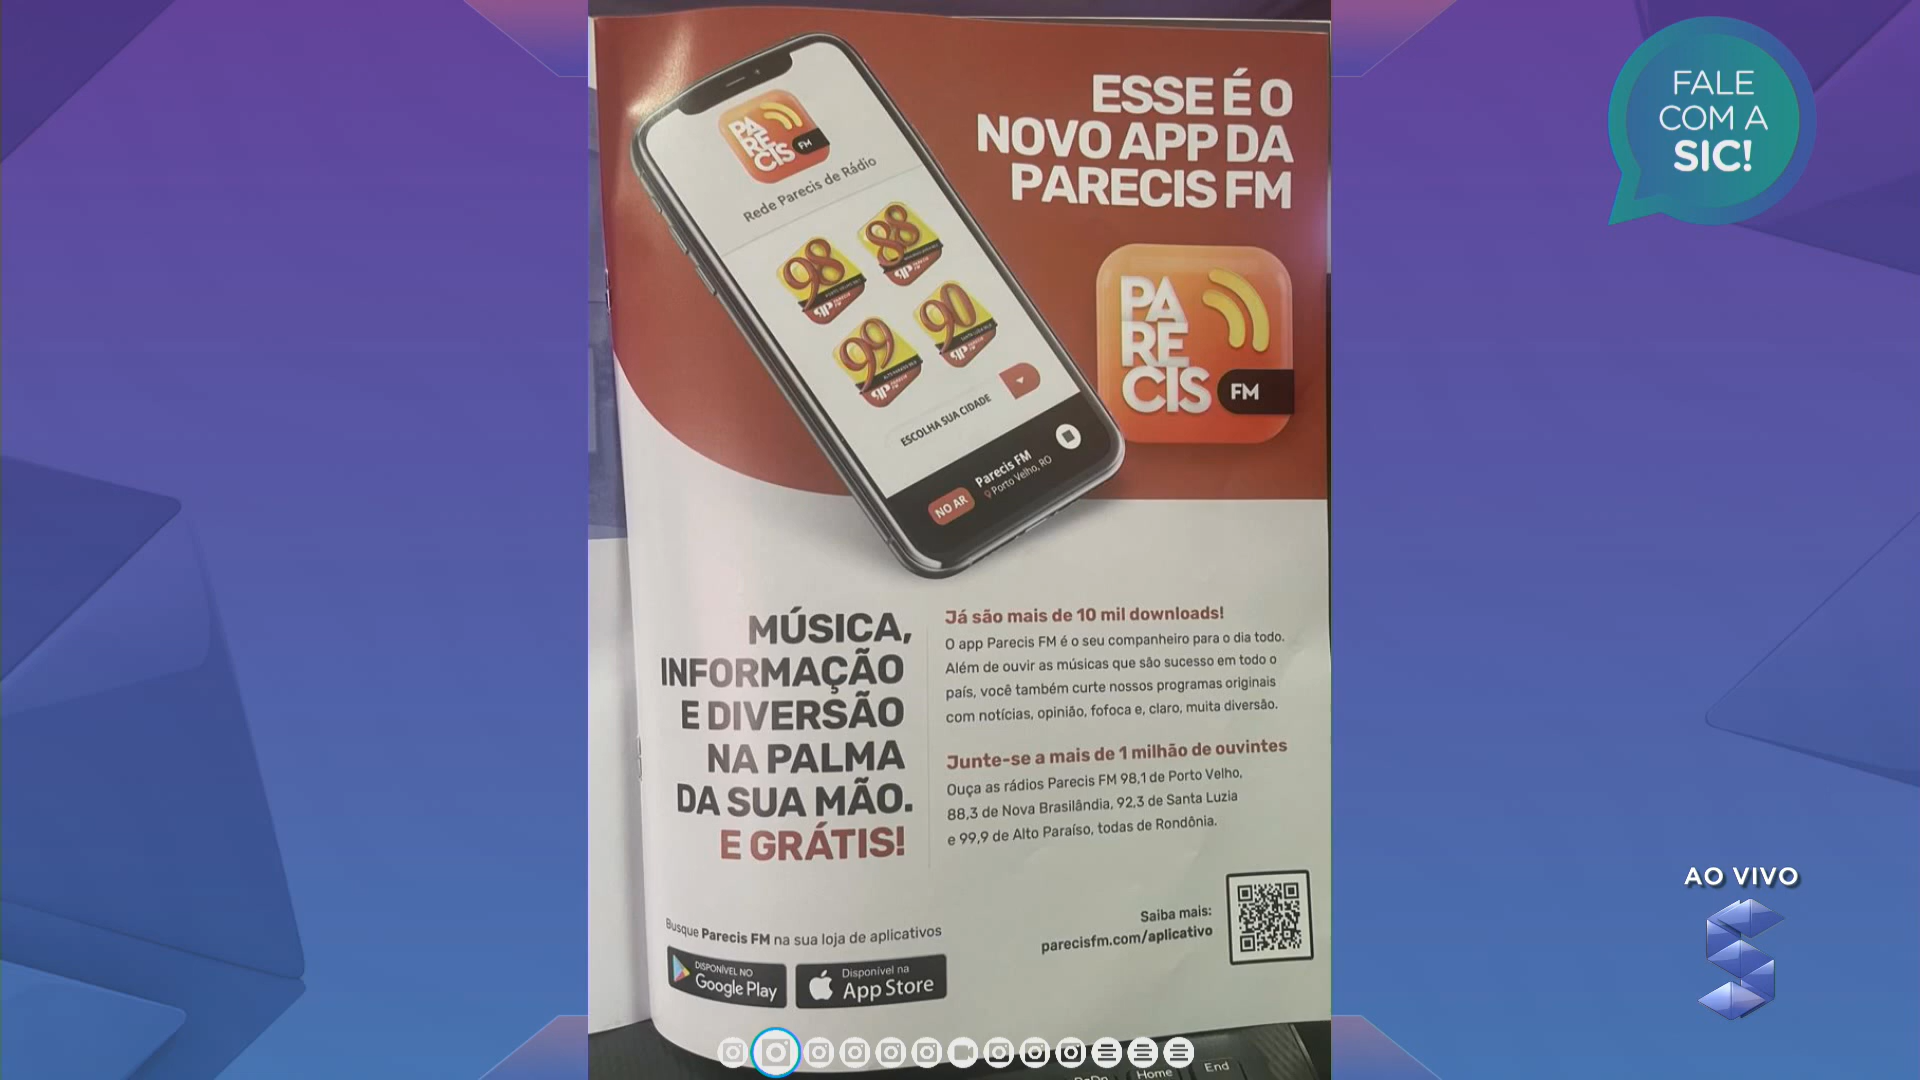 FALE
COM A
SIC!
ESSE É O
NOVO APP DA
PARECIS FM
PA
RE
CIS
FM
Rede Parecis de Rádio
98
88
99
90
ESCOLHA SUA CIDADE
NO AR
Parecis FM
Porto Velho, RO
PA
RE
CIS
FM
MÚSICA,
INFORMAÇÃO
E DIVERSÃO
NA PALMA
DA SUA MÃO.
E GRÁTIS!
Já são mais de 10 mil downloads!
O app Parecis FM é o seu companheiro para o dia todo.
Além de ouvir as músicas que são sucesso em todo o
país, você também curte nossos programas originais
com notícias, opinião, fofoca e, claro, muita diversão.
Junte-se a mais de 1 milhão de ouvintes
Ouça as rádios Parecis FM 98,1 de Porto Velho,
88,3 de Nova Brasilândia, 92,3 de Santa Luzia
e 99,9 de Alto Paraíso, todas de Rondônia.
Busque Parecis FM na sua loja de aplicativos
DISPONÍVEL NO
Google Play
Disponível na
App Store
Saiba mais:
parecisfm.com/aplicativo
AO VIVO
Home
End